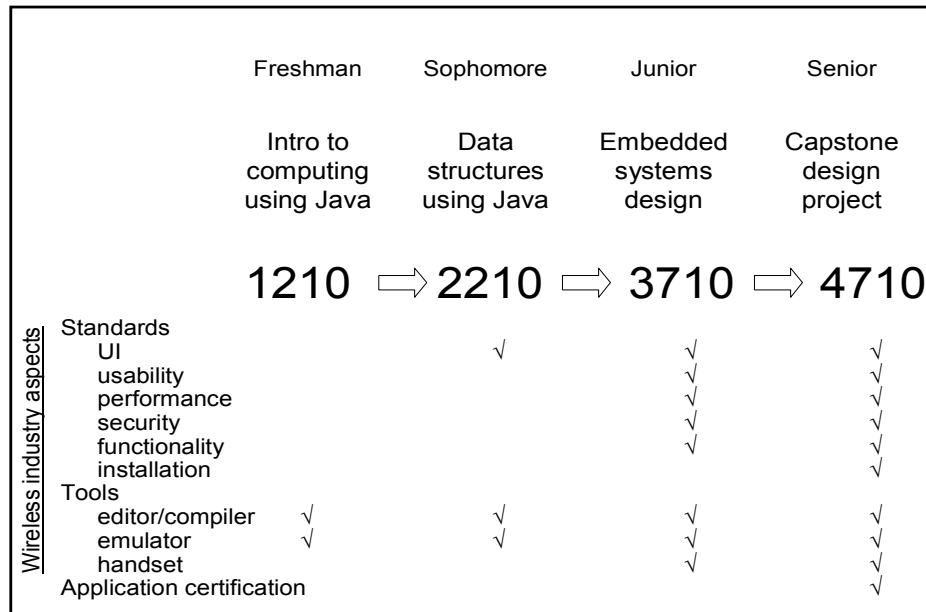 Freshman Sophomore Junior Senior
Intro to Data Embedded Capstone
computing structures systems design
using Java using Java design project
1210 ⇨ 2210 ⇨ 3710 ⇨ 4710
Wireless industry aspects
Standards
UI √ √ √
usability √ √
performance √ √
security √ √
functionality √ √
installation √
Tools
editor/compiler √ √ √ √
emulator √ √ √ √
handset √ √
Application certification √